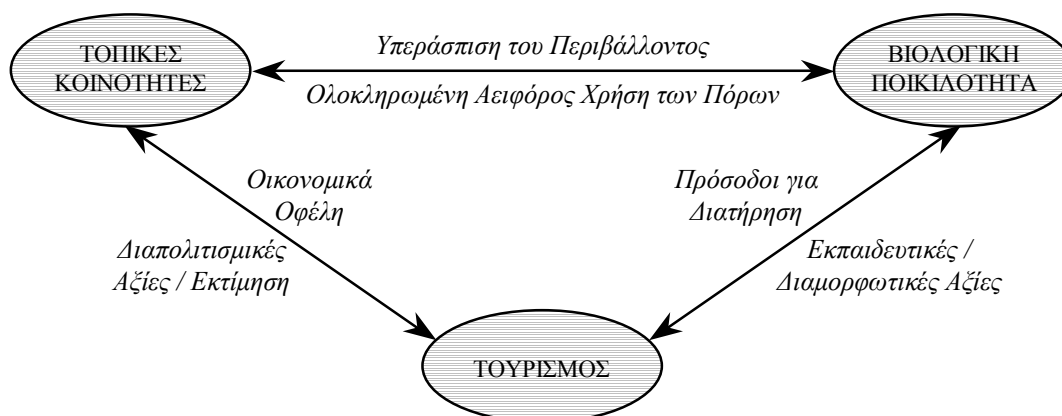 ΤΟΠΙΚΕΣ
ΚΟΙΝΟΤΗΤΕΣ
Υπεράσπιση του Περιβάλλοντος
Ολοκληρωμένη Αειφόρος Χρήση των Πόρων
ΒΙΟΛΟΓΙΚΗ
ΠΟΙΚΙΛΟΤΗΤΑ
Οικονομικά
Οφέλη
Διαπολιτισμικές
Αξίες / Εκτίμηση
Πρόσοδοι για
Διατήρηση
Εκπαιδευτικές /
Διαμορφωτικές Αξίες
ΤΟΥΡΙΣΜΟΣ